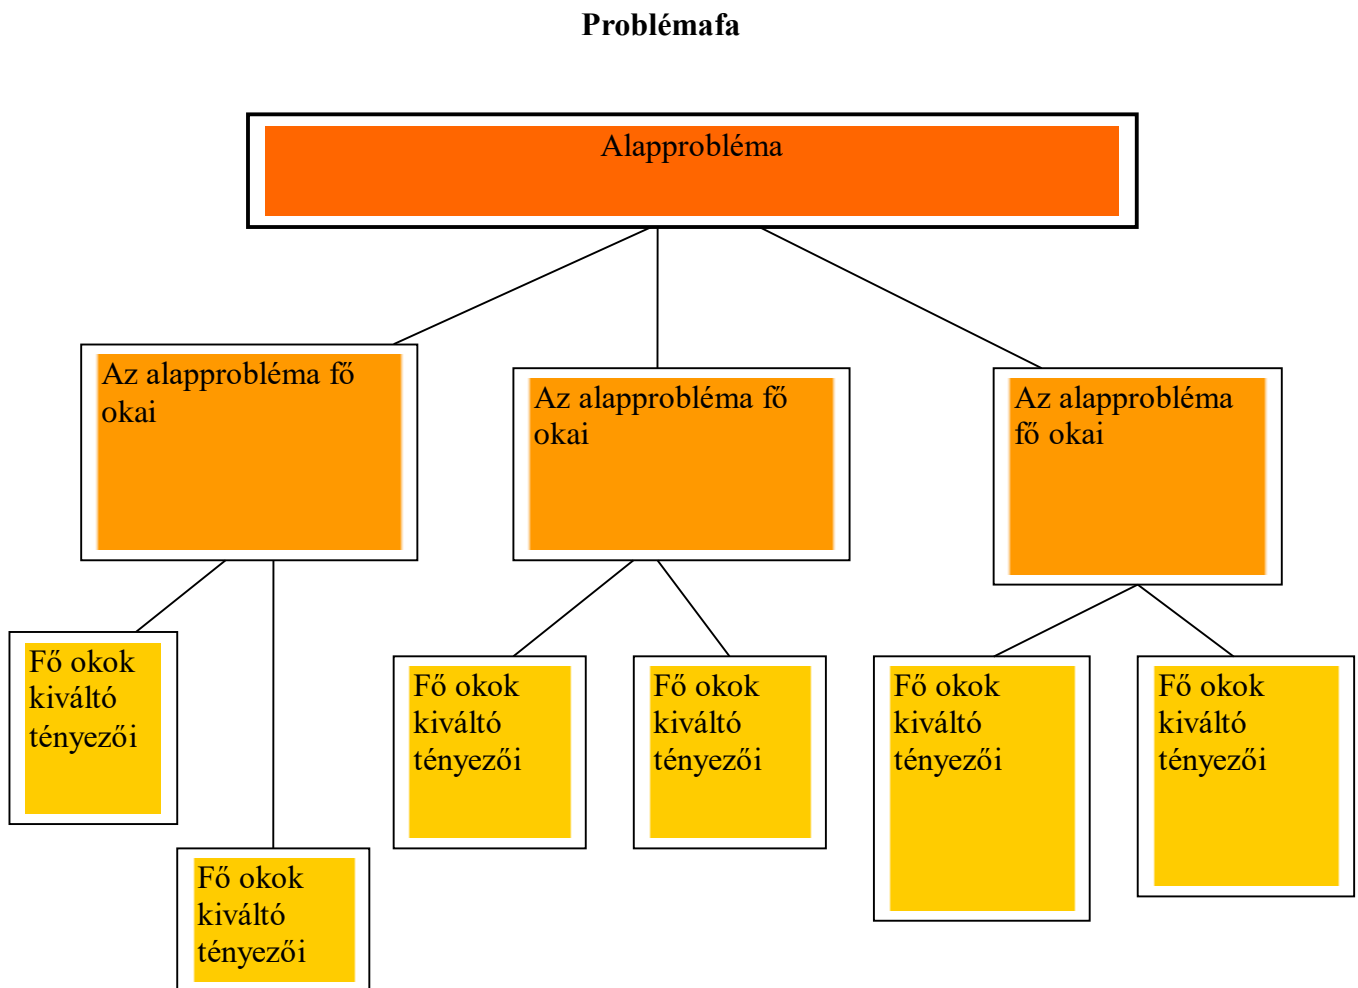 Problémafa
Alapprobléma
Az alapprobléma fő
okai
Az alapprobléma fő
okai
Az alapprobléma
fő okai
Fő okok
kiváltó
tényezői
Fő okok
kiváltó
tényezői
Fő okok
kiváltó
tényezői
Fő okok
kiváltó
tényezői
Fő okok
kiváltó
tényezői
Fő okok
kiváltó
tényezői